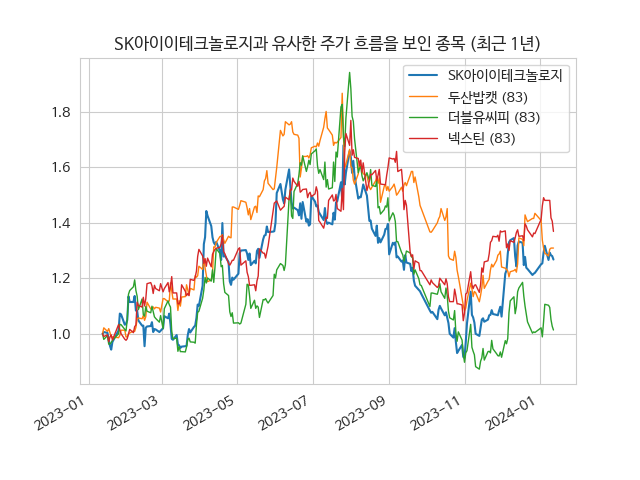 SK아이이테크놀로지과 유사한 주가 흐름을 보인 종목 (최근 1년)
SK아이이테크놀로지
두산밥캣 (83)
더블유씨피 (83)
넥스틴 (83)
1.8
1.6
1.4
1.2
1.0
2023-01
2023-03
2023-05
2023-07
2023-09
2023-11
2024-01